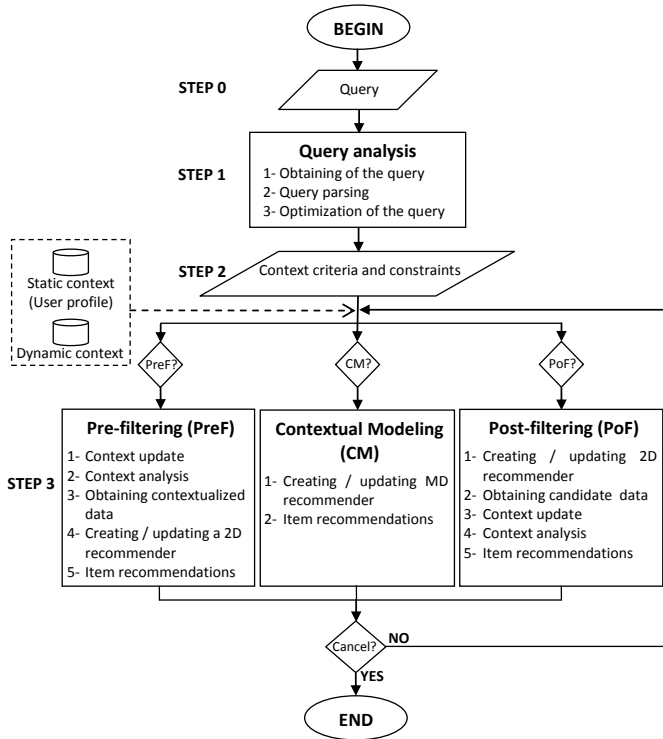 BEGIN
STEP 0
Query
STEP 1
Query analysis
1- Obtaining of the query
2- Query parsing
3- Optimization of the query
STEP 2
Context criteria and constraints
Static context
(User profile)
Dynamic context
PreF?
CM?
PoF?
STEP 3
Pre-filtering (PreF)
1- Context update
2- Context analysis
3- Obtaining contextualized
data
4- Creating / updating a 2D
recommender
5- Item recommendations
Contextual Modeling
(CM)
1- Creating / updating MD
recommender
2- Item recommendations
Post-filtering (PoF)
1- Creating / updating 2D
recommender
2- Obtaining candidate data
3- Context update
4- Context analysis
5- Item recommendations
Cancel?
NO
YES
END